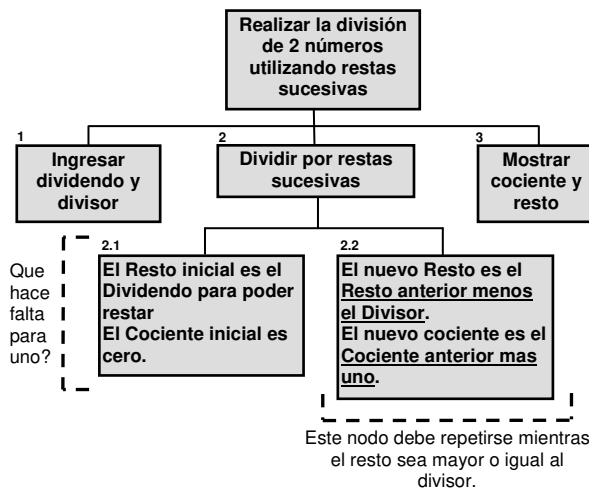 Realizar la división
de 2 números
utilizando restas
sucesivas
1
Ingresar
dividendo y
divisor
2
Dividir por restas
sucesivas
3
Mostrar
cociente y
resto
Que
hace
falta
para
uno?
2.1
El Resto inicial es el
Dividendo para poder
restar
El Cociente inicial es
cero.
2.2
El nuevo Resto es el
Resto anterior menos
el Divisor.
El nuevo cociente es el
Cociente anterior mas
uno.
Este nodo debe repetirse mientras
el resto sea mayor o igual al
divisor.